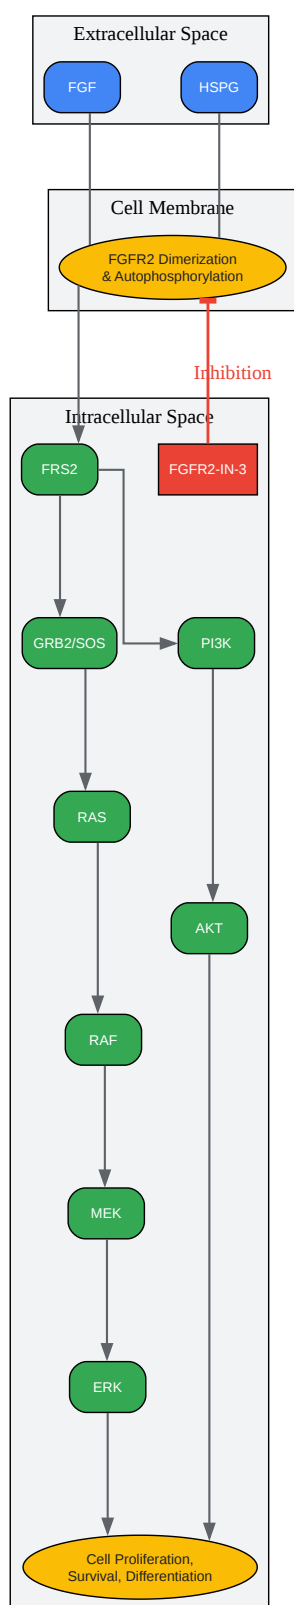 Extracellular Space
FGF
HSPG
Cell Membrane
FGFR2 Dimerization
& Autophosphorylation
Inhibition
Intracellular Space
FRS2
FGFR2-IN-3
GRB2/SOS
PI3K
RAS
AKT
RAF
MEK
ERK
Cell Proliferation,
Survival, Differentiation